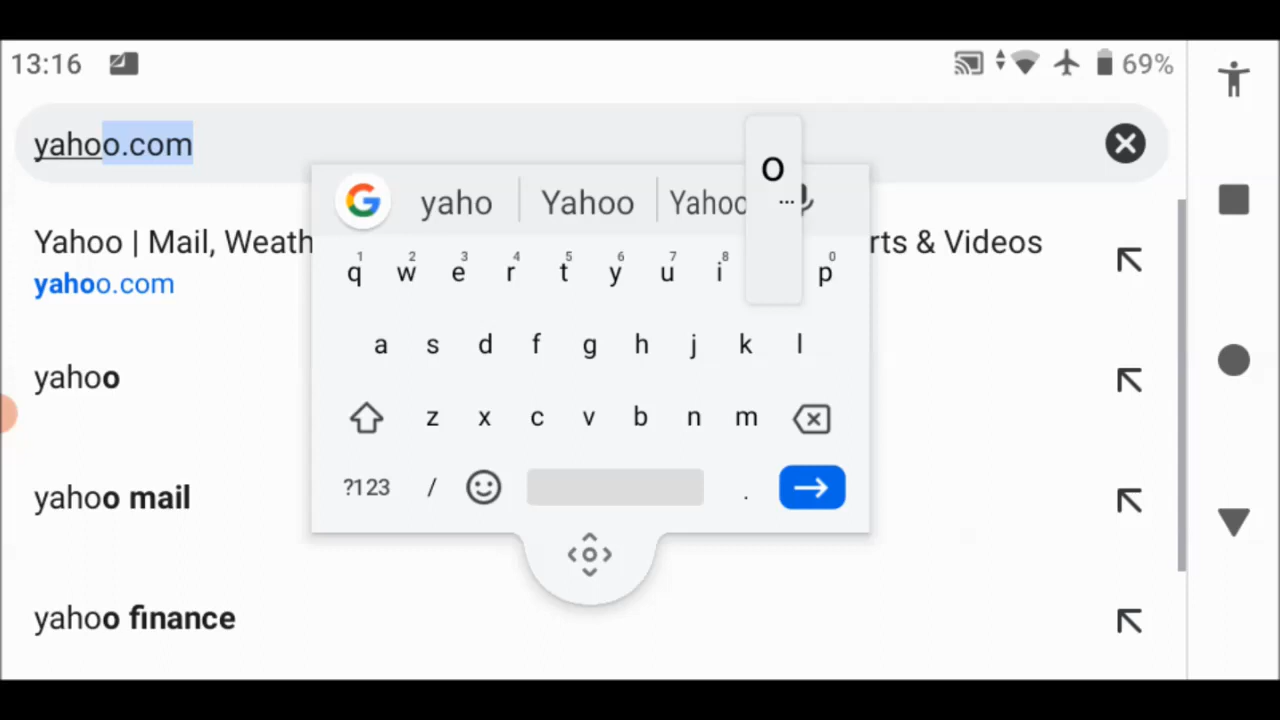 13:16
69%
yahoo.com
yaho Yahoo Yahoo
o
...
Yahoo | Mail, Weath rts & Videos
yahoo.com
1 2 3 4 5 6 7 8 0
q w e r t y u i p
a s d f g h j k l
yahoo
z x c v b n m
?123 / .
yahoo mail
yahoo finance